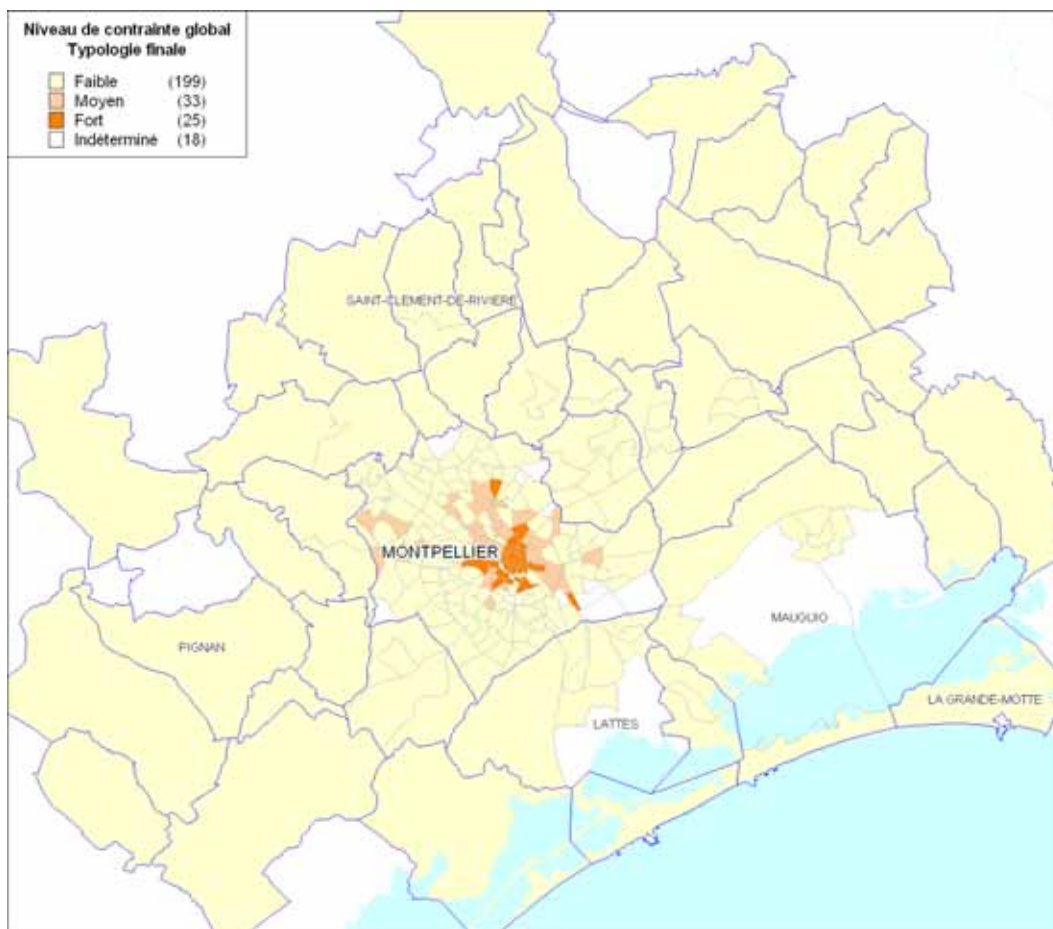 Niveau de contrainte global
Typologie finale
Faible (199)
Moyen (33)
Fort (25)
Indéterminé (18)
SAINT-CLEMENT-DE-RIVIERE
MONTPELLIER
MAUGUIO
PIGNAN
LA GRANDE-MOTTE
LATTES